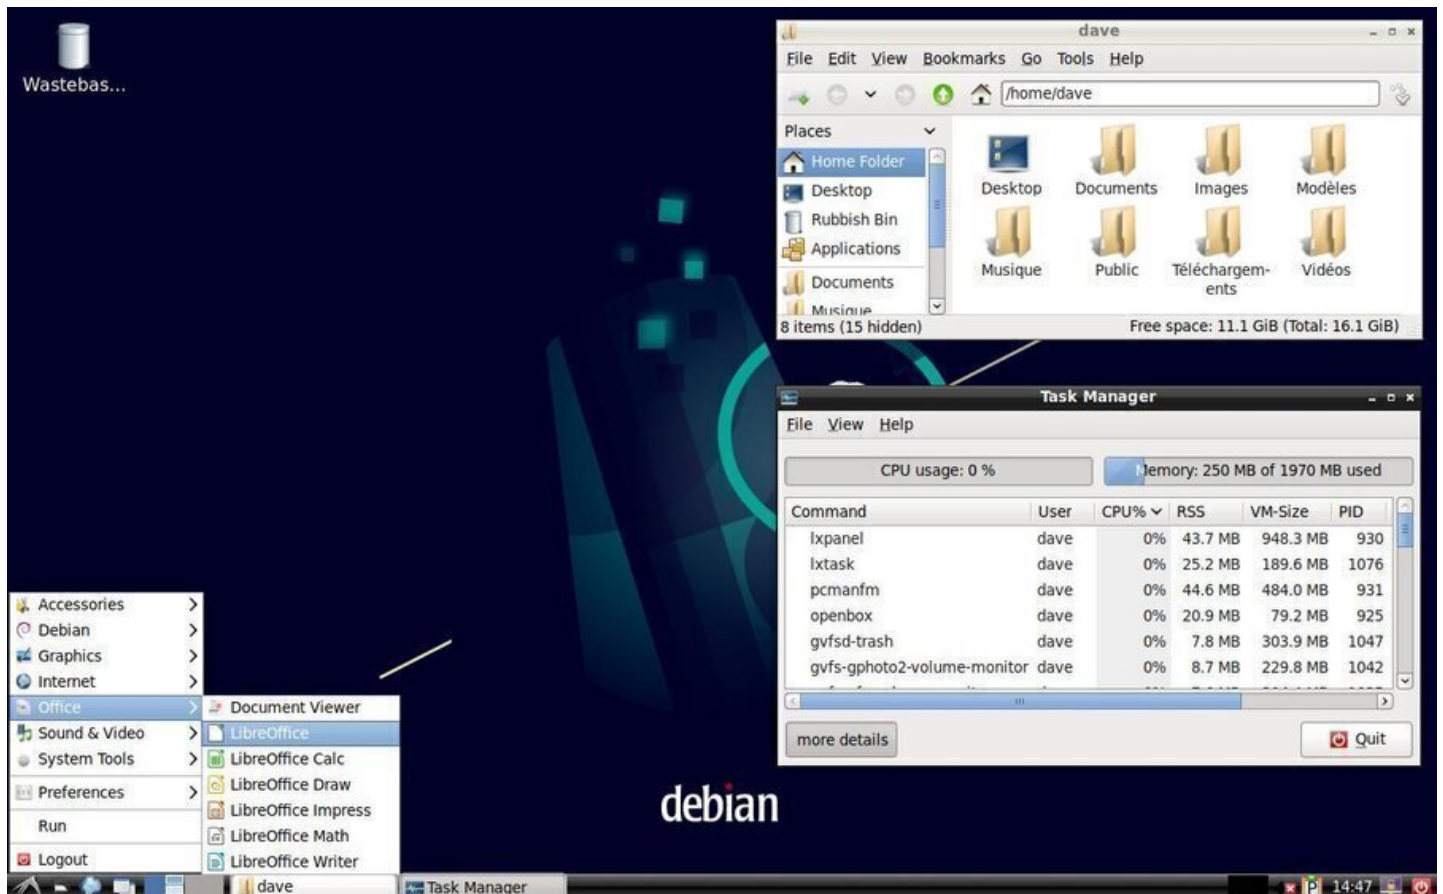 Wastebas...
dave
File Edit View Bookmarks Go Tools Help
/home/dave
Places
Home Folder
Desktop
Rubbish Bin
Applications
Documents
Musique
Desktop Documents Images Modèles
Musique Public Téléchargem-
ents Vidéos
8 items (15 hidden) Free space: 11.1 GiB (Total: 16.1 GiB)
Task Manager
File View Help
CPU usage: 0 % Memory: 250 MB of 1970 MB used
Command User CPU% RSS VM-Size PID
lxpanel dave 0% 43.7 MB 948.3 MB 930
lxtask dave 0% 25.2 MB 189.6 MB 1076
pcmanfm dave 0% 44.6 MB 484.0 MB 931
openbox dave 0% 20.9 MB 79.2 MB 925
gvfsd-trash dave 0% 7.8 MB 303.9 MB 1047
gvfs-gphoto2-volume-monitor dave 0% 8.7 MB 229.8 MB 1042
more details Quit
Accessories
Debian
Graphics
Internet
Office
Sound & Video
System Tools
Preferences
Run
Logout
Document Viewer
LibreOffice
LibreOffice Calc
LibreOffice Draw
LibreOffice Impress
LibreOffice Math
LibreOffice Writer
debian
dave Task Manager P 14:47